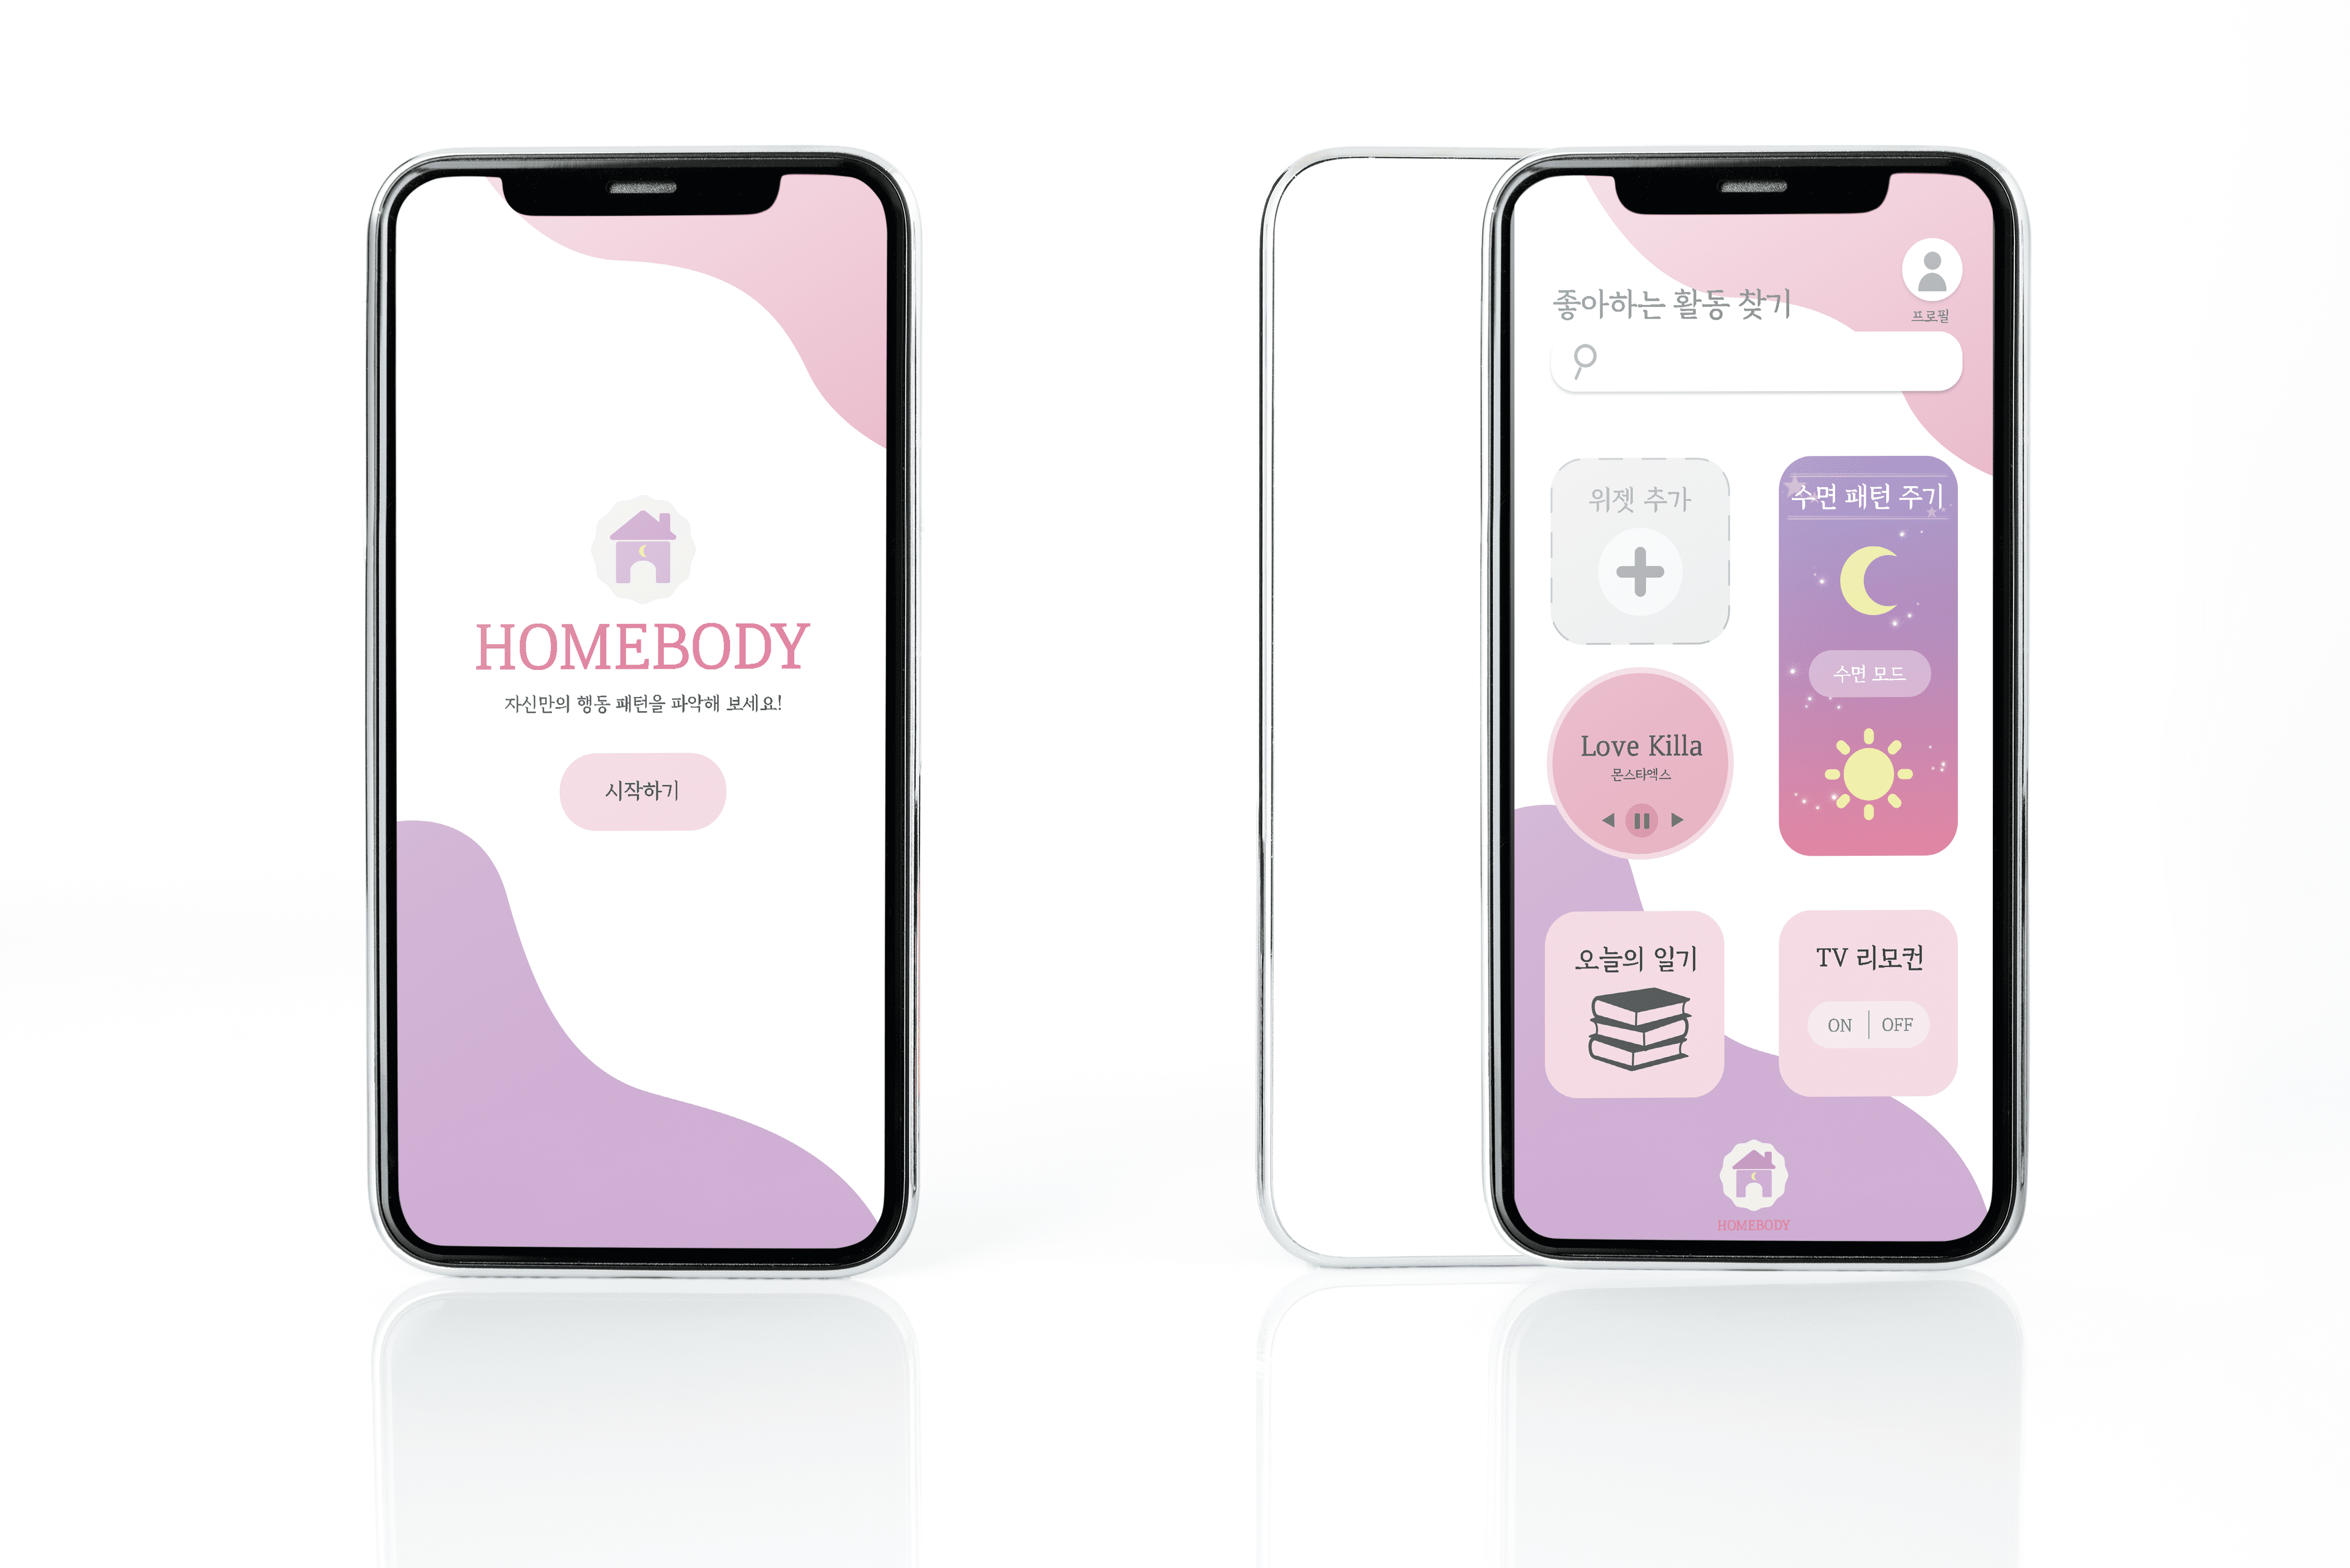 HOMEBODY
자신만의 행동 패턴을 파악해 보세요!
시작하기
좋아하는 활동 찾기
프로필
위젯 추가
수면 패턴 주기
수면 모드
Love Killa
몬스타엑스
오늘의 일기
TV 리모컨
ON | OFF
HOMEBODY